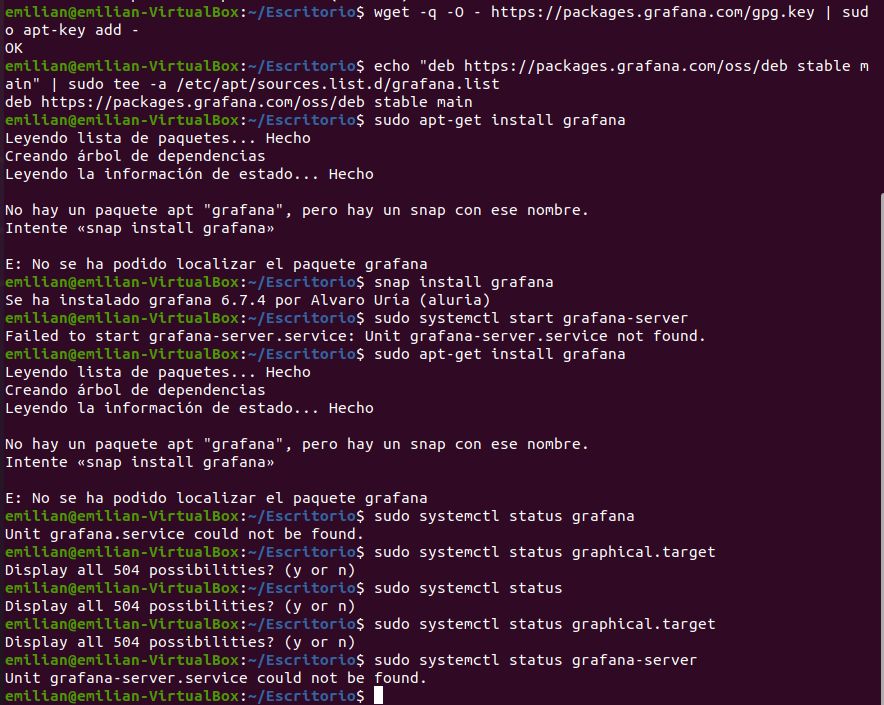 emilian@emilian-VirtualBox:~/Escritorio$ wget -q -O - https://packages.grafana.com/gpg.key | sud
o apt-key add -
OK
emilian@emilian-VirtualBox:~/Escritorio$ echo "deb https://packages.grafana.com/oss/deb stable m
ain" | sudo tee -a /etc/apt/sources.list.d/grafana.list
deb https://packages.grafana.com/oss/deb stable main
emilian@emilian-VirtualBox:~/Escritorio$ sudo apt-get install grafana
Leyendo lista de paquetes... Hecho
Creando árbol de dependencias
Leyendo la información de estado... Hecho
No hay un paquete apt "grafana", pero hay un snap con ese nombre.
Intente «snap install grafana»
E: No se ha podido localizar el paquete grafana
emilian@emilian-VirtualBox:~/Escritorio$ snap install grafana
Se ha instalado grafana 6.7.4 por Alvaro Uria (aluria)
emilian@emilian-VirtualBox:~/Escritorio$ sudo systemctl start grafana-server
Failed to start grafana-server.service: Unit grafana-server.service not found.
emilian@emilian-VirtualBox:~/Escritorio$ sudo apt-get install grafana
Leyendo lista de paquetes... Hecho
Creando árbol de dependencias
Leyendo la información de estado... Hecho
No hay un paquete apt "grafana", pero hay un snap con ese nombre.
Intente «snap install grafana»
E: No se ha podido localizar el paquete grafana
emilian@emilian-VirtualBox:~/Escritorio$ sudo systemctl status grafana
Unit grafana.service could not be found.
emilian@emilian-VirtualBox:~/Escritorio$ sudo systemctl status graphical.target
Display all 504 possibilities? (y or n)
emilian@emilian-VirtualBox:~/Escritorio$ sudo systemctl status
Display all 504 possibilities? (y or n)
emilian@emilian-VirtualBox:~/Escritorio$ sudo systemctl status graphical.target
Display all 504 possibilities? (y or n)
emilian@emilian-VirtualBox:~/Escritorio$ sudo systemctl status grafana-server
Unit grafana-server.service could not be found.
emilian@emilian-VirtualBox:~/Escritorio$